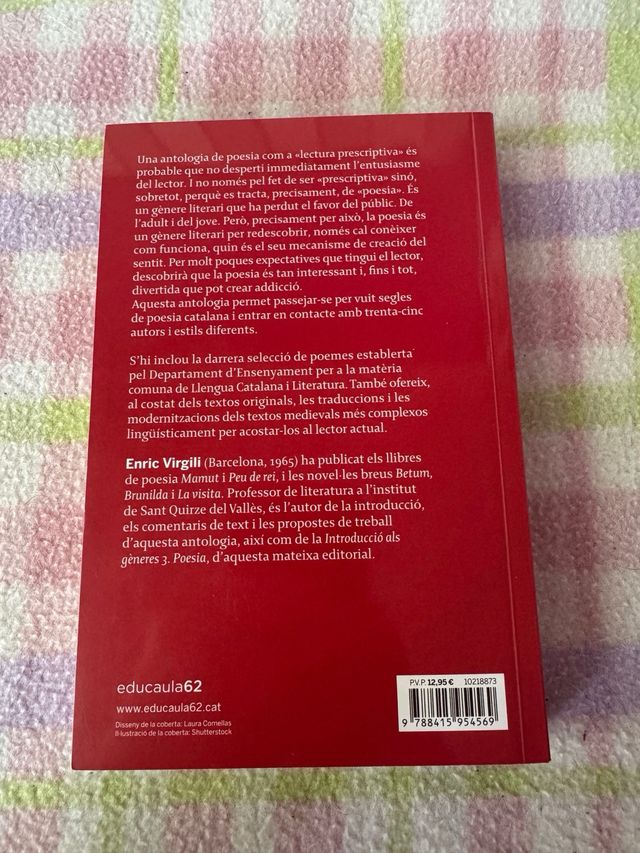 Una antologia de poesia com a «lectura prescriptiva» és
probable que no desperti immediatament l'entusiasme
del lector. I no només pel fet de ser «prescriptiva» sinó,
sobretot, perquè es tracta, precisament, de «poesia». És
un gènere literari que ha perdut el favor del públic. De
l'adult i del jove. Però, precisament per això, la poesia és
un gènere literari per redescobrir, només cal conèixer
com funciona, quin és el seu mecanisme de creació del
sentit. Per molt poques expectatives que tingui el lector,
descobrirà que la poesia és tan interessant i, fins i tot,
divertida que pot crear addicció.
Aquesta antologia permet passejar-se per vuit segles
de poesia catalana i entrar en contacte amb trenta-cinc
autors i estils diferents.
S'hi inclou la darrera selecció de poemes establerta
pel Departament d'Ensenyament per a la matèria
comuna de Llengua Catalana i Literatura. També ofereix,
al costat dels textos originals, les traduccions i les
modernitzacions dels textos medievals més complexos
lingüísticament per acostar-los al lector actual.
Enric Virgili (Barcelona, 1965) ha publicat els llibres
de poesia Mamut i Peu de rei, i les novel·les breus Betum,
Brunilda i La visita. Professor de literatura a l'institut
de Sant Quirze del Vallès, és l'autor de la introducció,
els comentaris de text i les propostes de treball
d'aquesta antologia, així com de la Introducció als
gèneres 3. Poesia, d'aquesta mateixa editorial.
educaula62
www.educaula62.cat
Disseny de la coberta: Laura Comellas
Il·lustració de la coberta: Shutterstock
P.V.P. 12,95 € 10218873
9 788415 954569